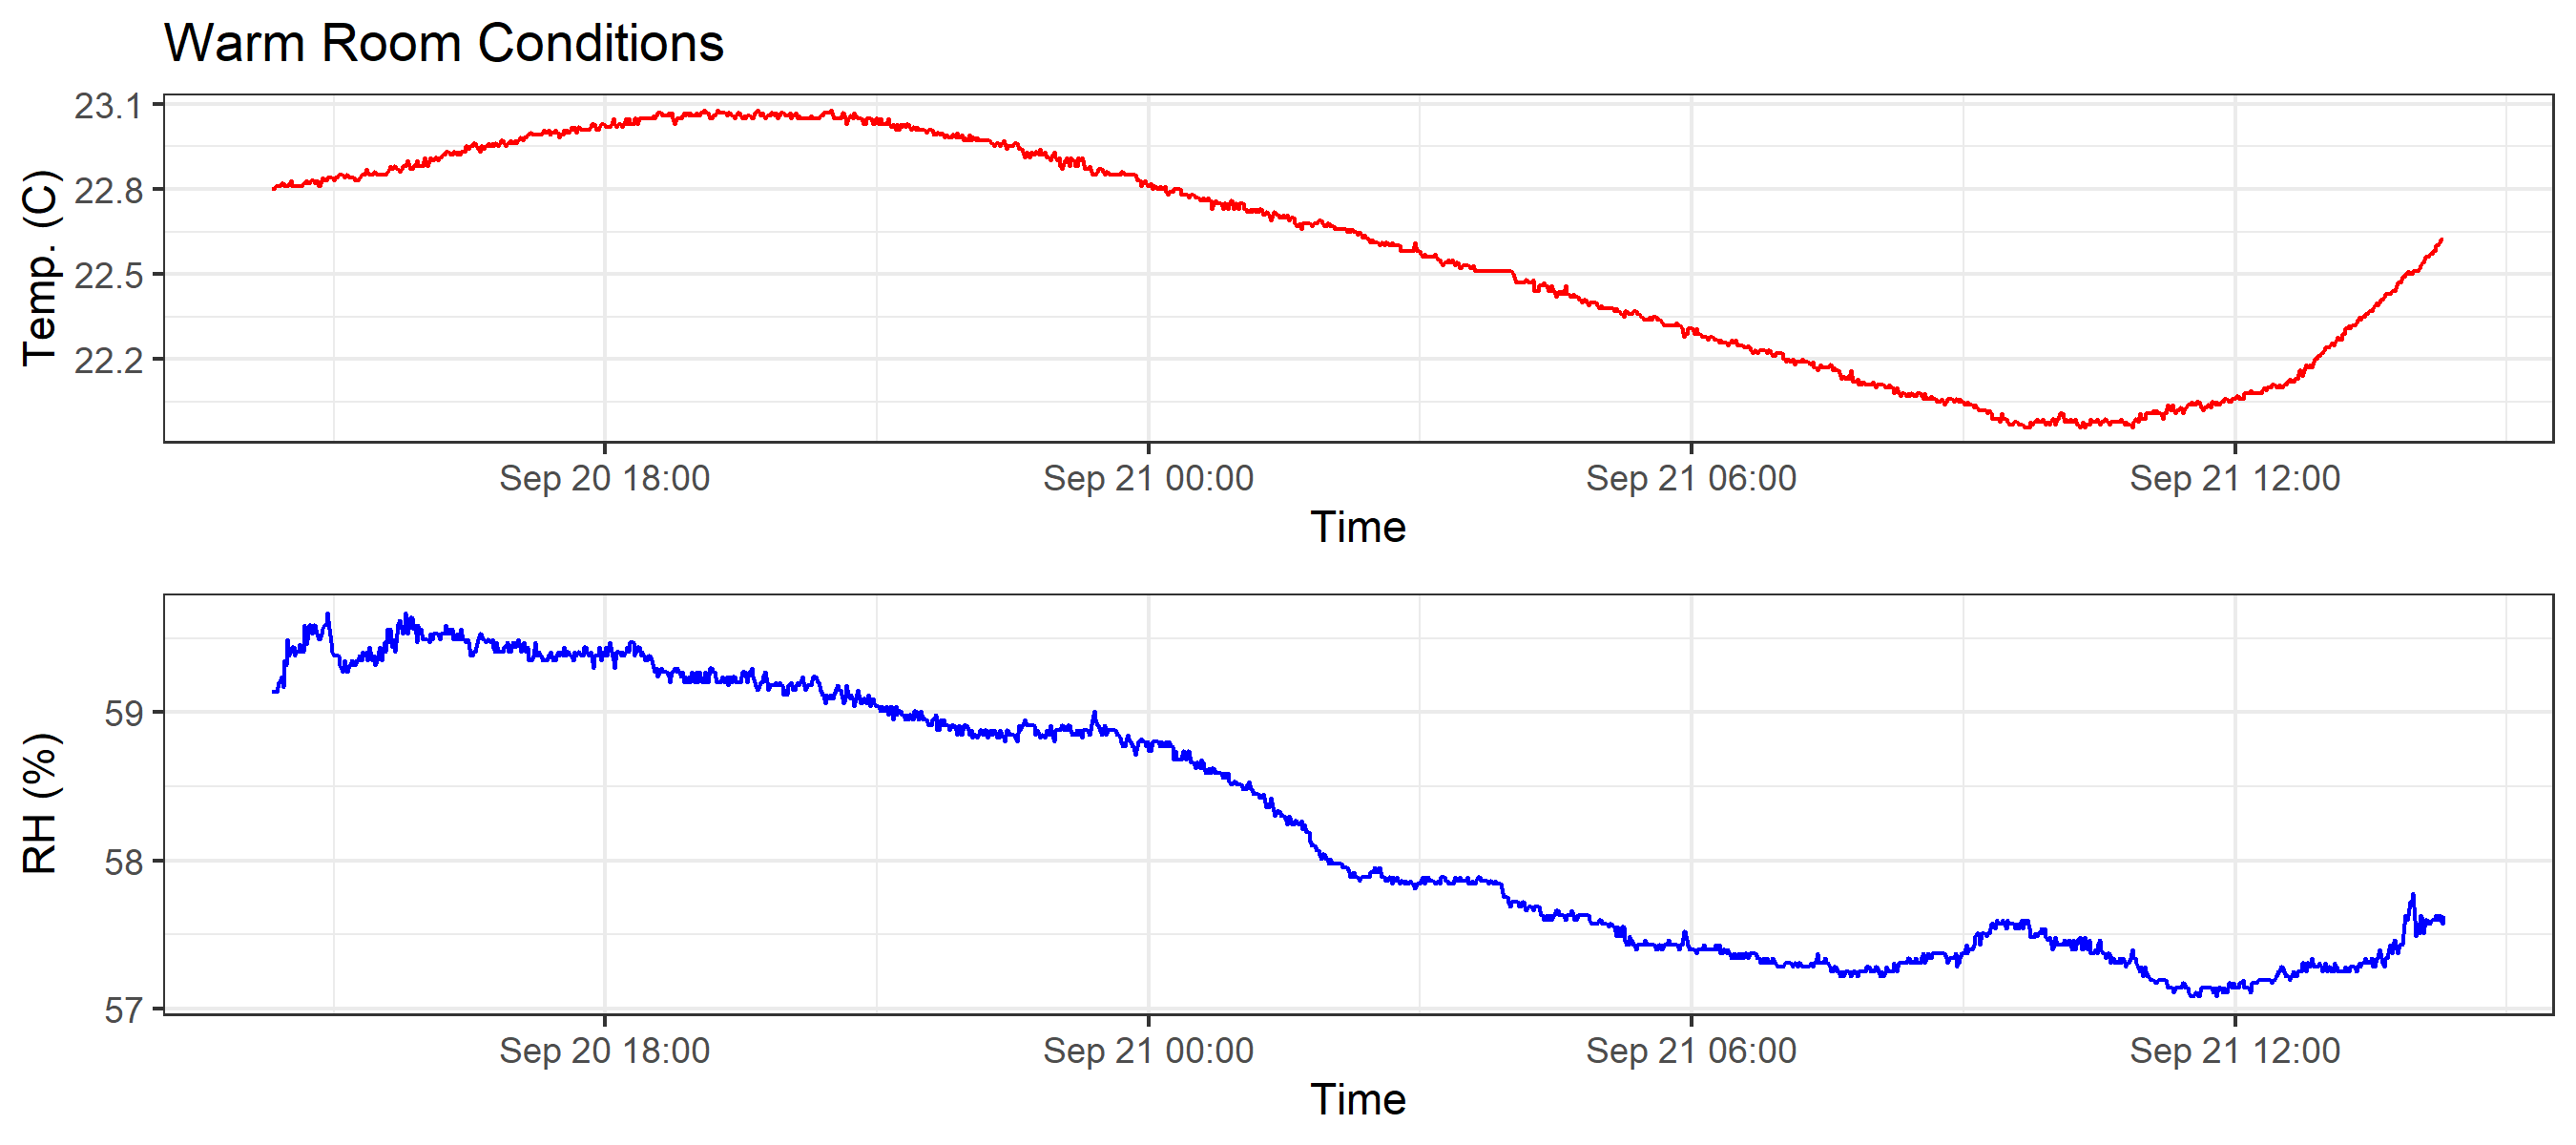 Warm Room Conditions
Temp. (C)
23.1
22.8
22.5
22.2
Sep 20 18:00 Sep 21 00:00 Sep 21 06:00 Sep 21 12:00
Time
RH (%)
59
58
57
Sep 20 18:00 Sep 21 00:00 Sep 21 06:00 Sep 21 12:00
Time